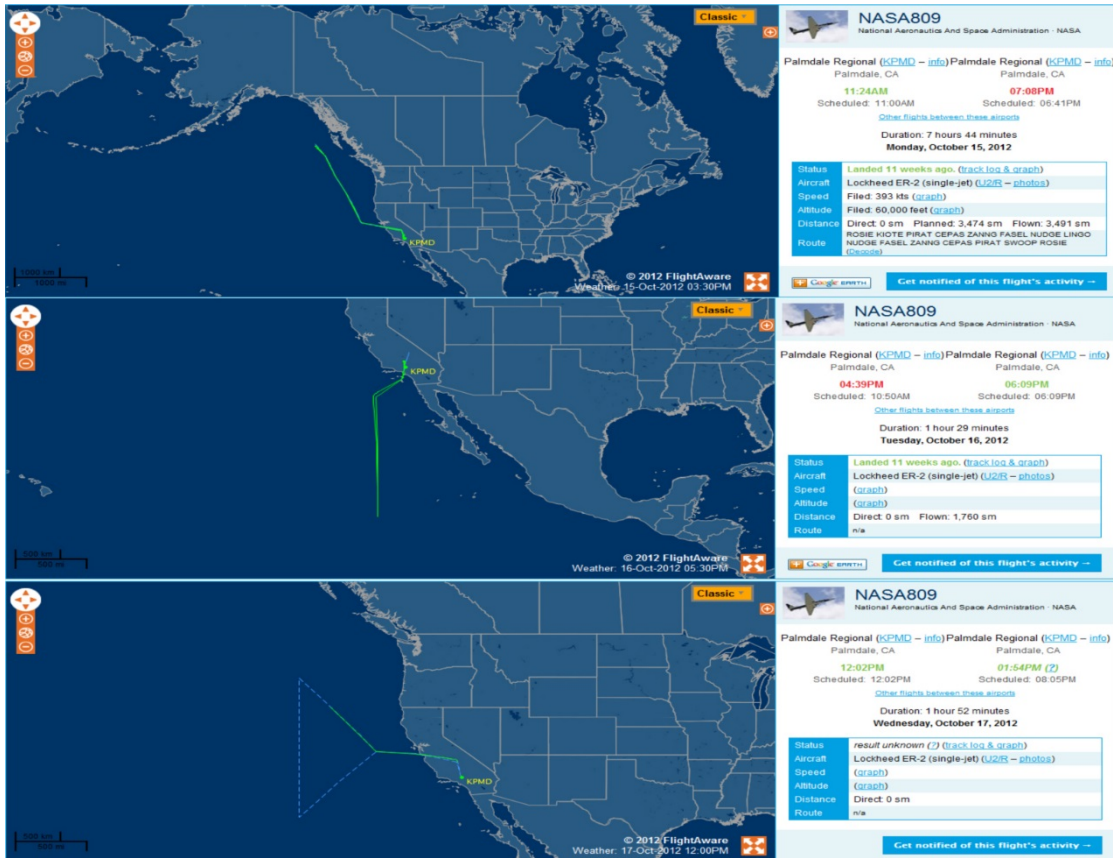 Classic
KPMD
1000 km
1000 mi
© 2012 FlightAware
Weather: 15-Oct-2012 03:30PM
NASA809
National Aeronautics And Space Administration · NASA
Palmdale Regional (KPMD – info) Palmdale Regional (KPMD – info)
Palmdale, CA Palmdale, CA
11:24AM 07:08PM
Scheduled: 11:00AM Scheduled: 06:41PM
Other flights between these airports
Duration: 7 hours 44 minutes
Monday, October 15, 2012
Status Landed 11 weeks ago. (track log & graph)
Aircraft Lockheed ER-2 (single-jet) (U2/R – photos)
Speed Filed: 393 kts (graph)
Altitude Filed: 60,000 feet (graph)
Distance Direct: 0 sm Planned: 3,474 sm Flown: 3,491 sm
Route ROSIE KIOTE PIRAT CEPAS ZANNG FASEL NUDGE LINGO
NUDGE FASEL ZANNG CEPAS PIRAT SWOOP ROSIE
(Decode)
Google EARTH
Get notified of this flight's activity →
Classic
KPMD
500 km
500 mi
© 2012 FlightAware
Weather: 16-Oct-2012 05:30PM
NASA809
National Aeronautics And Space Administration · NASA
Palmdale Regional (KPMD – info) Palmdale Regional (KPMD – info)
Palmdale, CA Palmdale, CA
04:39PM 06:09PM
Scheduled: 10:50AM Scheduled: 06:09PM
Other flights between these airports
Duration: 1 hour 29 minutes
Tuesday, October 16, 2012
Status Landed 11 weeks ago. (track log & graph)
Aircraft Lockheed ER-2 (single-jet) (U2/R – photos)
Speed (graph)
Altitude (graph)
Distance Direct: 0 sm Flown: 1,760 sm
Route n/a
Google EARTH
Get notified of this flight's activity →
Classic
KPMD
500 km
500 mi
© 2012 FlightAware
Weather: 17-Oct-2012 12:00PM
NASA809
National Aeronautics And Space Administration · NASA
Palmdale Regional (KPMD – info) Palmdale Regional (KPMD – info)
Palmdale, CA Palmdale, CA
12:02PM 01:54PM (?)
Scheduled: 12:02PM Scheduled: 08:05PM
Other flights between these airports
Duration: 1 hour 52 minutes
Wednesday, October 17, 2012
Status result unknown (?) (track log & graph)
Aircraft Lockheed ER-2 (single-jet) (U2/R – photos)
Speed (graph)
Altitude (graph)
Distance Direct: 0 sm
Route n/a
Get notified of this flight's activity →